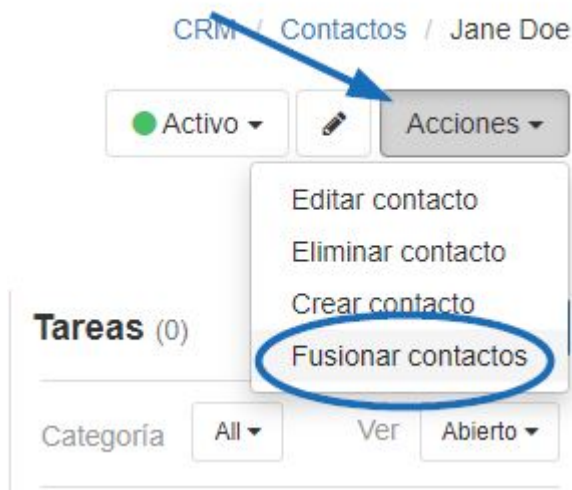 CRM / Contactos / Jane Doe
Activo Acciones
Editar contacto
Eliminar contacto
Crear contacto
Fusionar contactos
Tareas (0)
Categoría All Ver Abierto